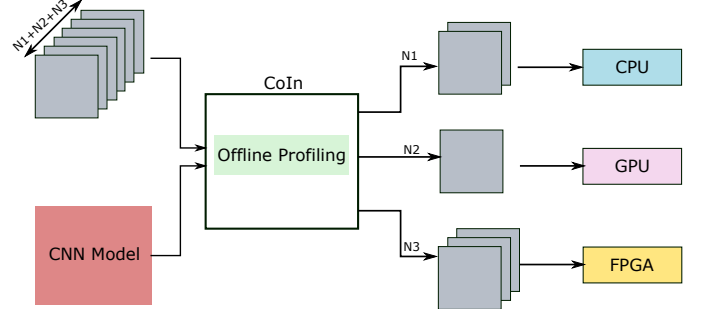 N1+N2+N3
CoIn
Offline Profiling
CNN Model
N1
CPU
N2
GPU
N3
FPGA